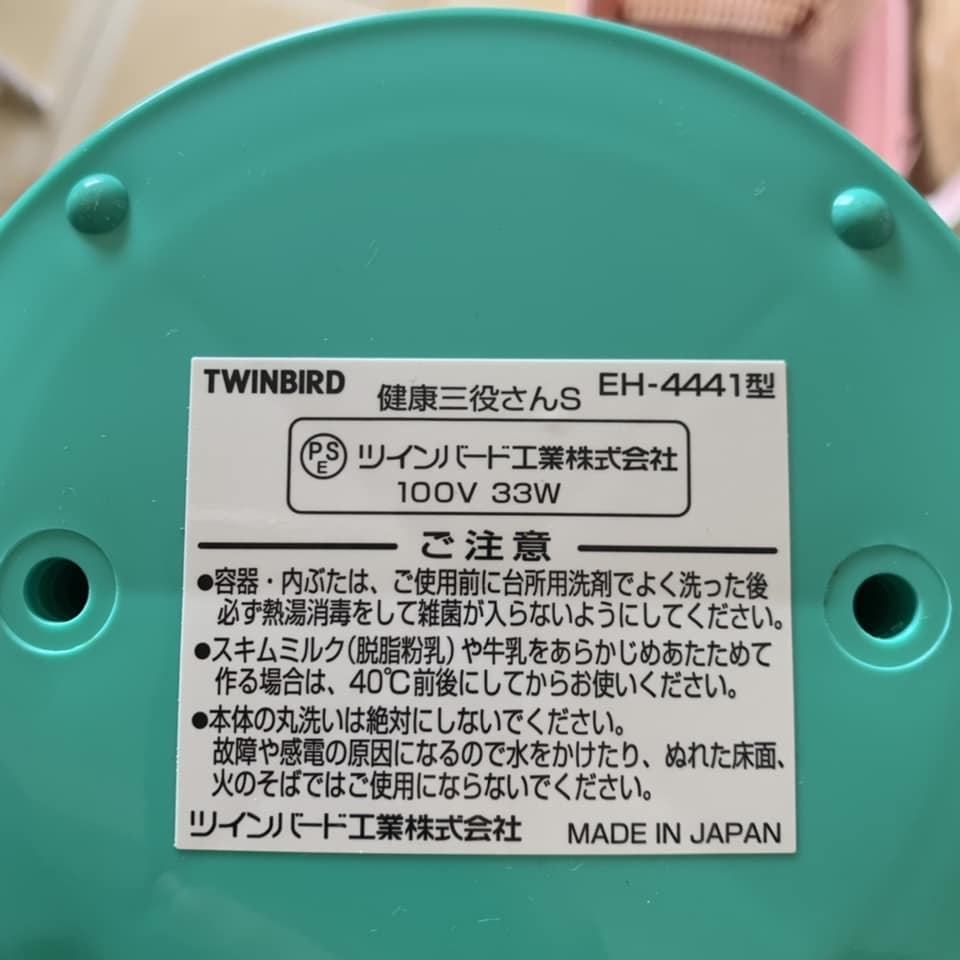 TWINBIRD 健康三役さんS EH-4441型
PSE ツインバード工業株式会社
100V 33W
ご注意
●容器・内ぶたは、ご使用前に台所用洗剤でよく洗った後
必ず熱湯消毒をして雑菌が入らないようにしてください。
●スキムミルク(脱脂粉乳)や牛乳をあらかじめあたためて
作る場合は、40℃前後にしてからお使いください。
●本体の丸洗いは絶対にしないでください。
故障や感電の原因になるので水をかけたり、ぬれた床面、
火のそばではご使用にならないでください。
ツインバード工業株式会社 MADE IN JAPAN